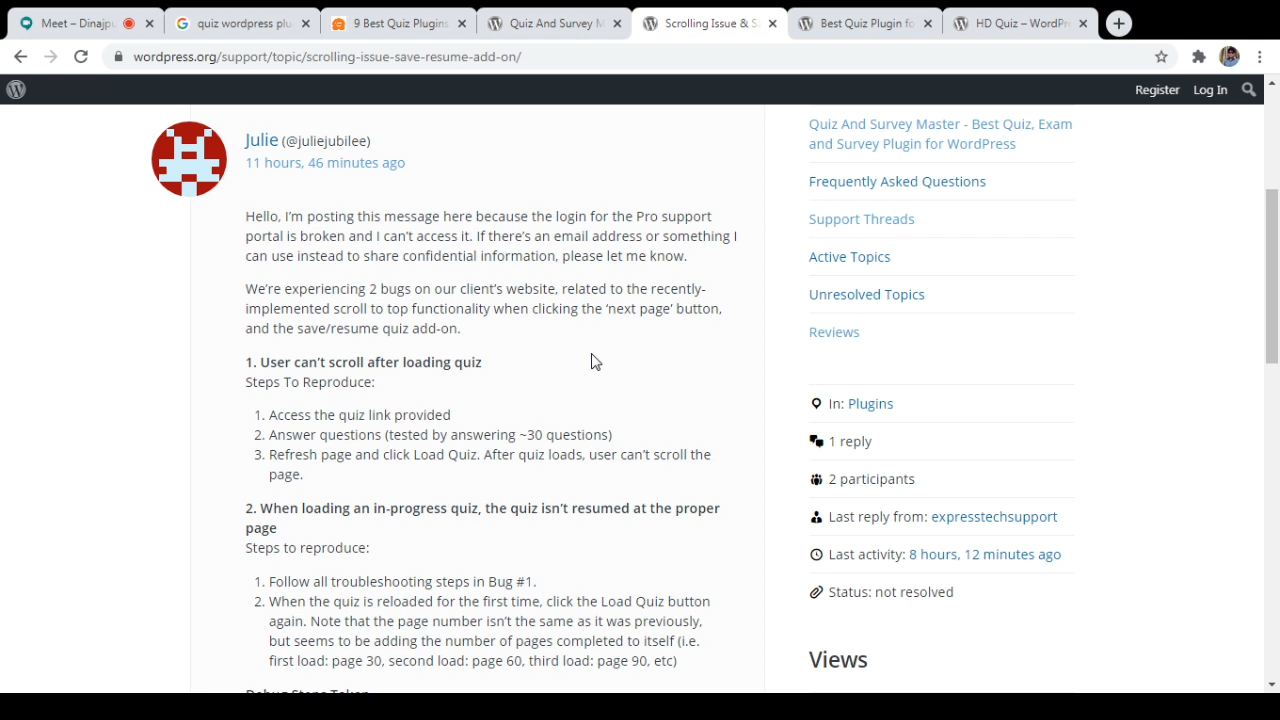 Meet – Dinajpu
quiz wordpress plu
9 Best Quiz Plugins
Quiz And Survey M
Scrolling Issue & S
Best Quiz Plugin fo
HD Quiz – WordPr
wordpress.org/support/topic/scrolling-issue-save-resume-add-on/
Register Log In
Julie (@juliejubilee)
11 hours, 46 minutes ago
Hello, I’m posting this message here because the login for the Pro support
portal is broken and I can’t access it. If there’s an email address or something I
can use instead to share confidential information, please let me know.
We’re experiencing 2 bugs on our client’s website, related to the recently-
implemented scroll to top functionality when clicking the ‘next page’ button,
and the save/resume quiz add-on.
1. User can’t scroll after loading quiz
Steps To Reproduce:
1. Access the quiz link provided
2. Answer questions (tested by answering ~30 questions)
3. Refresh page and click Load Quiz. After quiz loads, user can’t scroll the
page.
2. When loading an in-progress quiz, the quiz isn’t resumed at the proper
page
Steps to reproduce:
1. Follow all troubleshooting steps in Bug #1.
2. When the quiz is reloaded for the first time, click the Load Quiz button
again. Note that the page number isn’t the same as it was previously,
but seems to be adding the number of pages completed to itself (i.e.
first load: page 30, second load: page 60, third load: page 90, etc)
Debug Steps Taken
Quiz And Survey Master - Best Quiz, Exam
and Survey Plugin for WordPress
Frequently Asked Questions
Support Threads
Active Topics
Unresolved Topics
Reviews
In: Plugins
1 reply
2 participants
Last reply from: expresstechsupport
Last activity: 8 hours, 12 minutes ago
Status: not resolved
Views